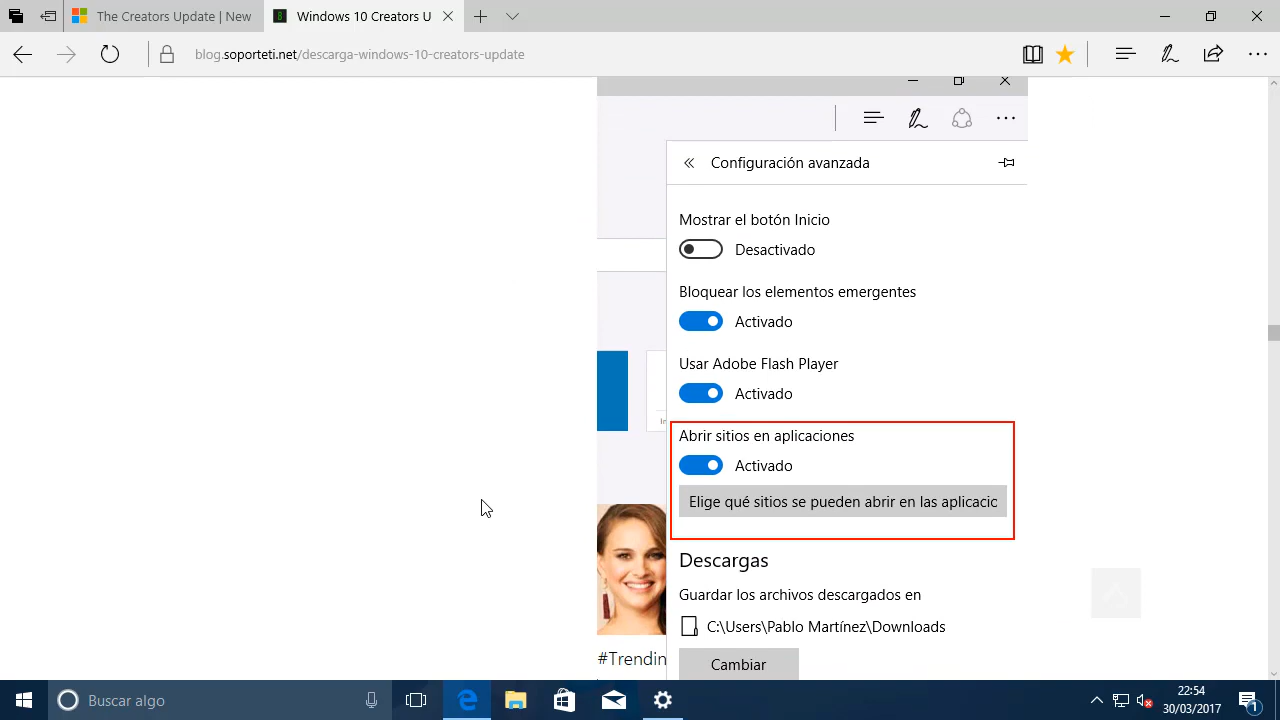 The Creators Update | New
Windows 10 Creators U
blog.soporteti.net/descarga-windows-10-creators-update
Configuración avanzada
Mostrar el botón Inicio
Desactivado
Bloquear los elementos emergentes
Activado
Usar Adobe Flash Player
Activado
Abrir sitios en aplicaciones
Activado
Elige qué sitios se pueden abrir en las aplicacio
Descargas
Guardar los archivos descargados en
C:\Users\Pablo Martínez\Downloads
#Trendin
Cambiar
Buscar algo
22:54
30/03/2017
1